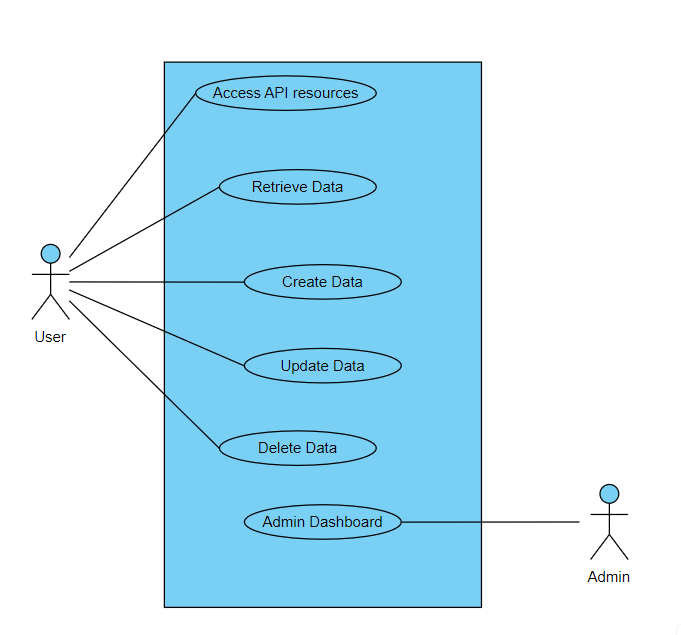 Access API resources
Retrieve Data
Create Data
User
Update Data
Delete Data
Admin Dashboard
Admin